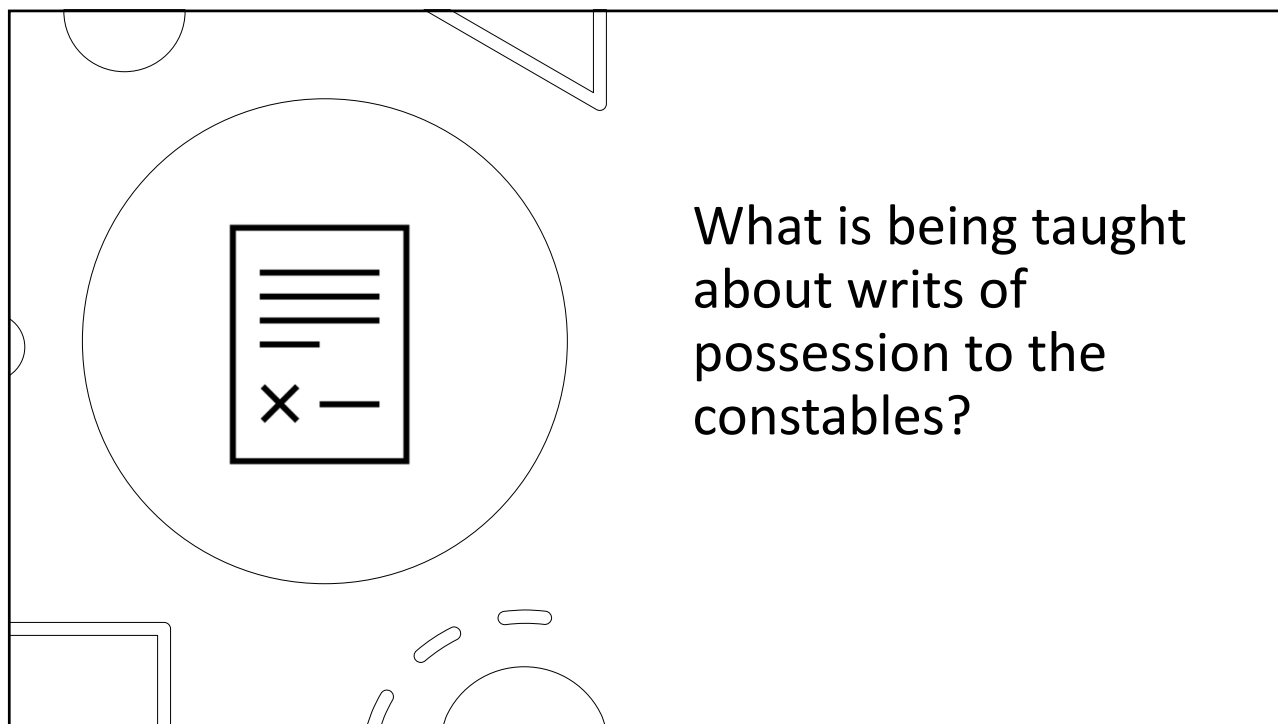 What is being taught
about writs of
possession to the
constables?